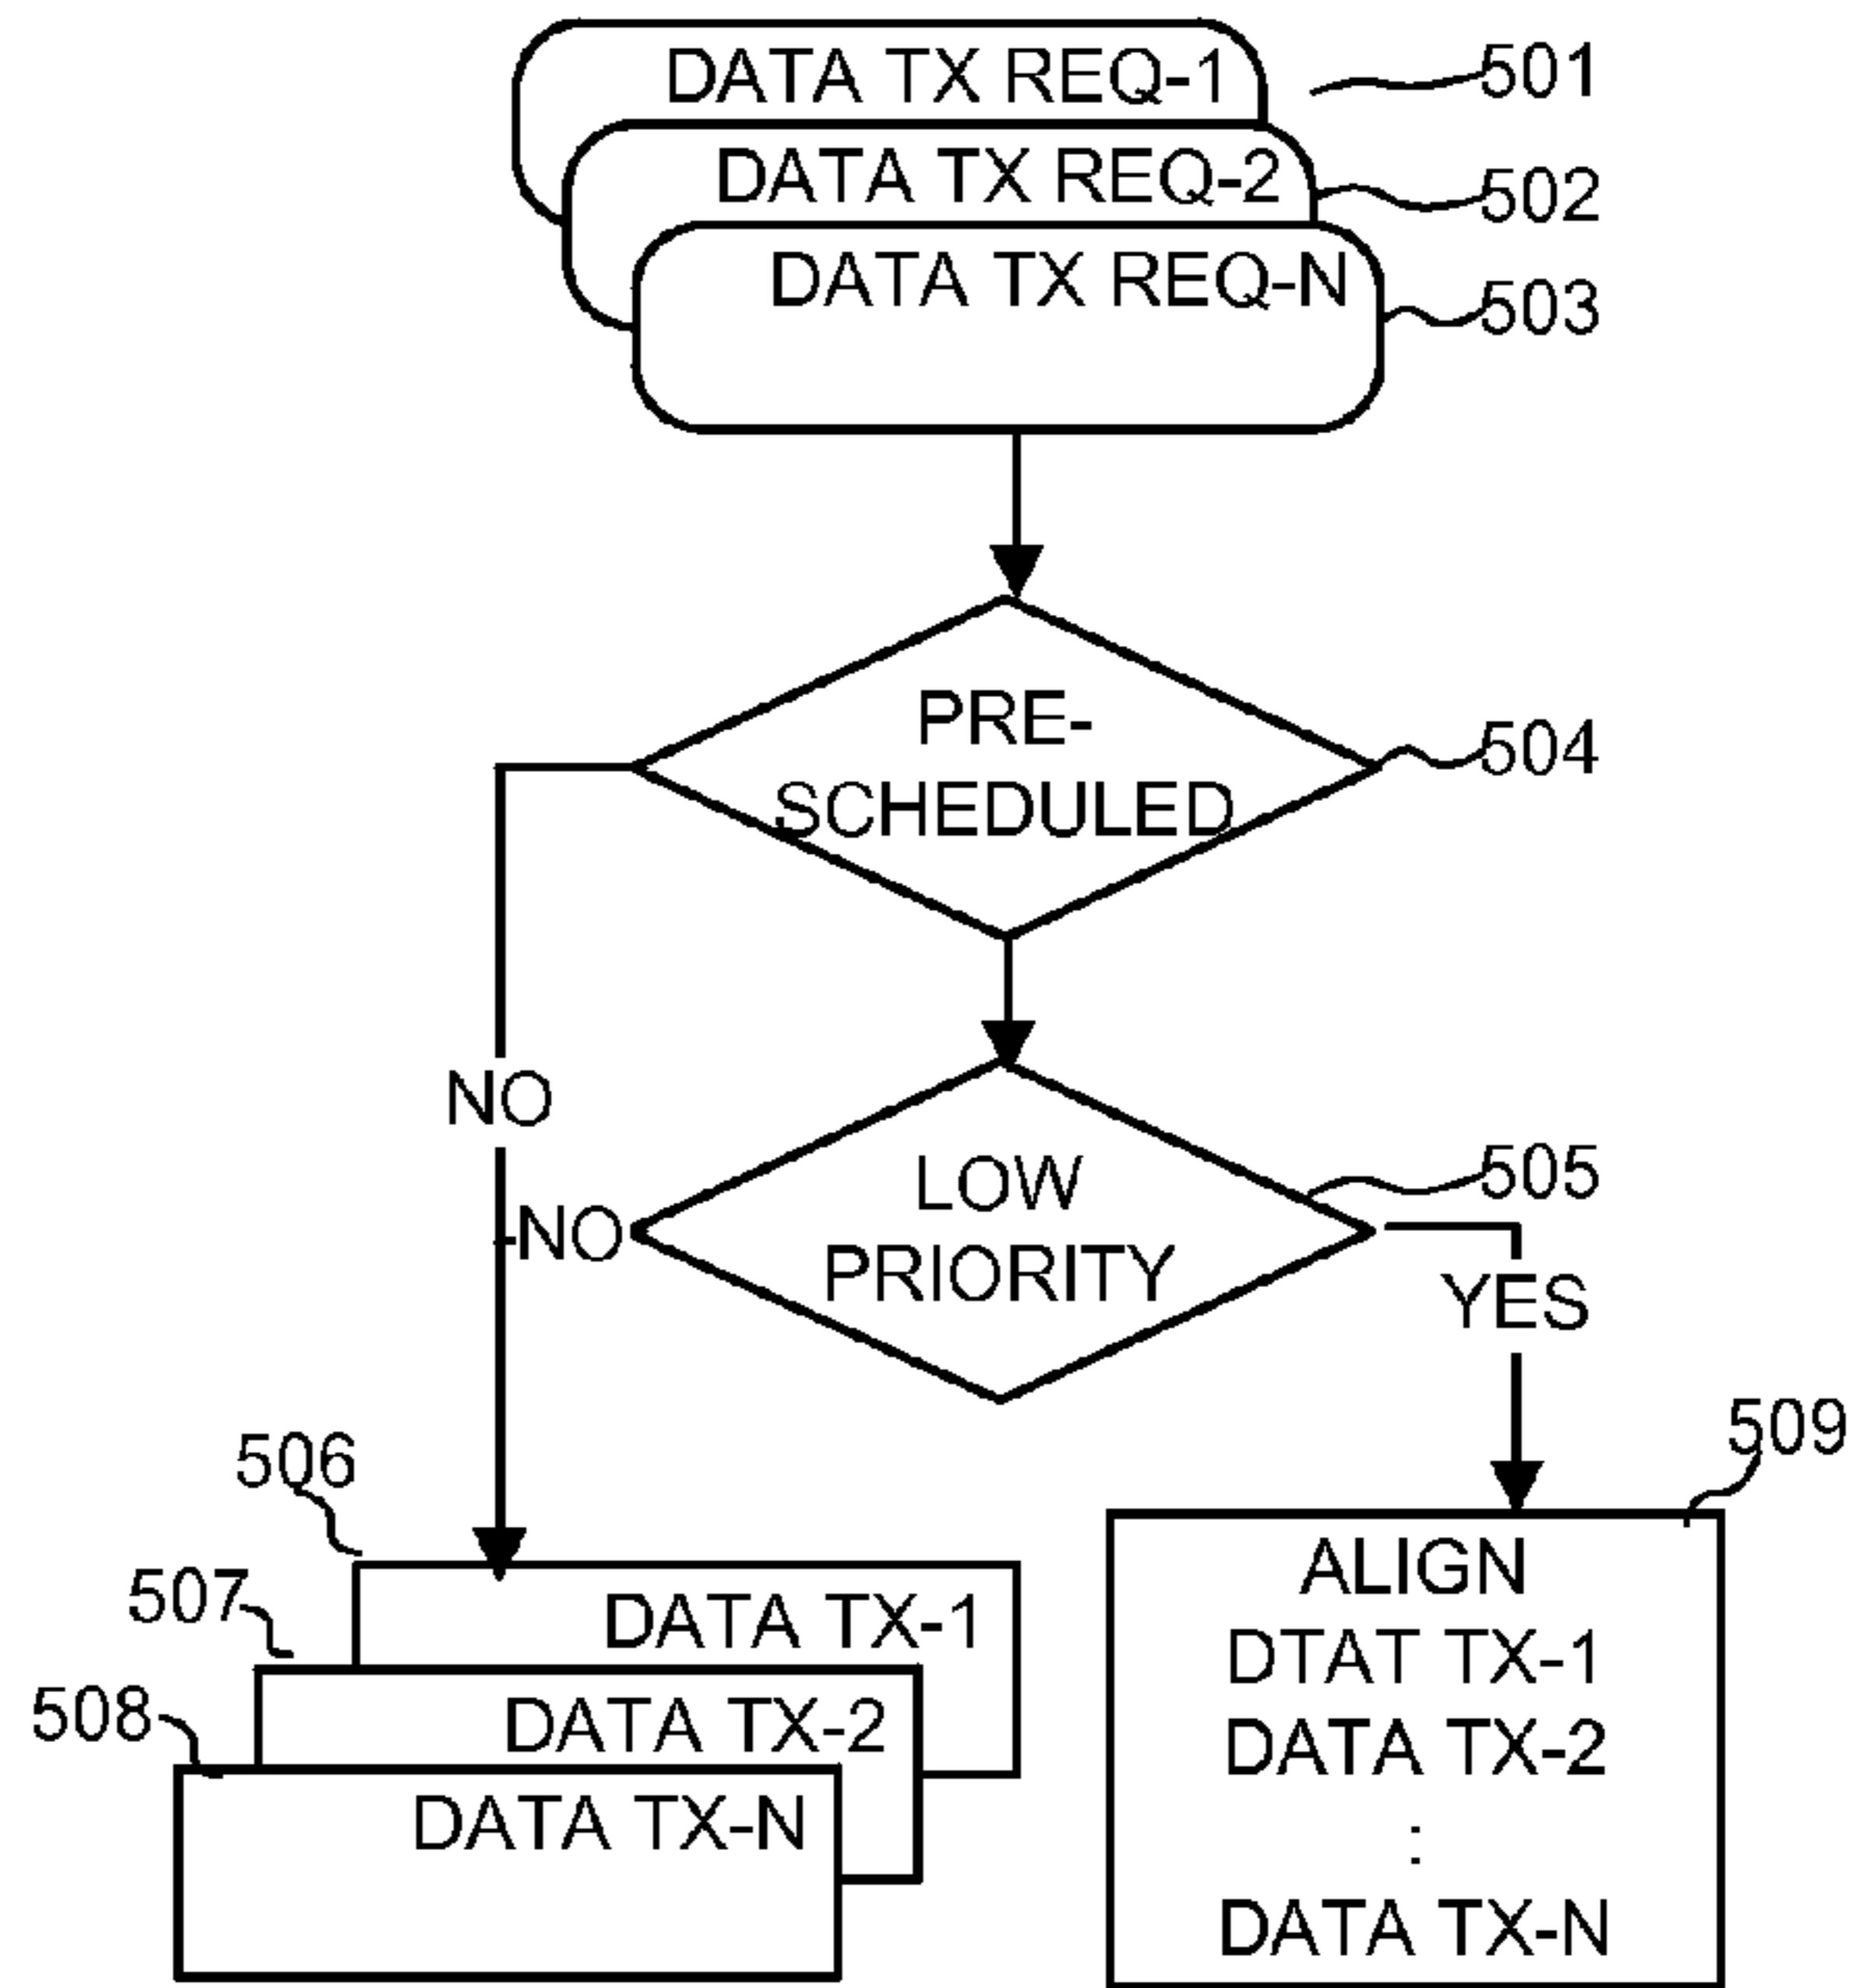 DATA TX REQ-1
501
DATA TX REQ-2
502
DATA TX REQ-N
503
PRE-
SCHEDULED
504
NO
LOW
PRIORITY
505
NO
YES
506
507
508
509
DATA TX-1
DATA TX-2
DATA TX-N
ALIGN
DTAT TX-1
DATA TX-2
:
DATA TX-N